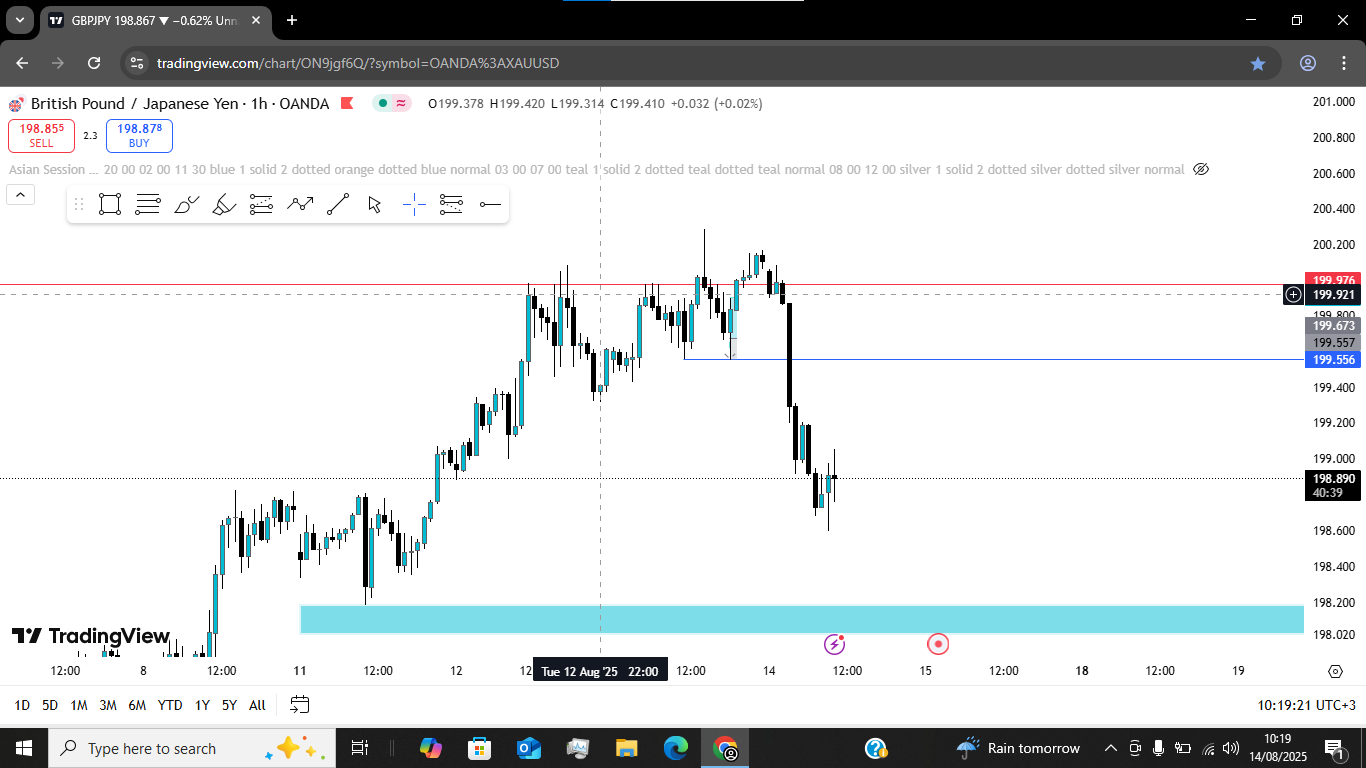 GBPJPY 198.867 ▼ −0.62% Unn
tradingview.com/chart/ON9jgf6Q/?symbol=OANDA%3AXAUUSD
British Pound / Japanese Yen · 1h · OANDA O199.378 H199.420 L199.314 C199.410 +0.032 (+0.02%)
198.855 SELL
2.3
198.878 BUY
Asian Session ... 20 00 02 00 11 30 blue 1 solid 2 dotted orange dotted blue normal 03 00 07 00 teal 1 solid 2 dotted teal dotted teal normal 08 00 12 00 silver 1 solid 2 dotted silver dotted silver normal
201.000
200.800
200.600
200.400
200.200
199.976
199.921
199.800
199.673
199.557
199.556
199.400
199.200
199.000
198.890
40:39
198.600
198.400
198.200
198.020
TradingView
12:00 8 12:00 11 12:00 12 12 Tue 12 Aug '25 22:00 12:00 14 12:00 15 12:00 18 12:00 19
1D 5D 1M 3M 6M YTD 1Y 5Y All 10:19:21 UTC+3
Type here to search
Rain tomorrow
10:19
14/08/2025
1